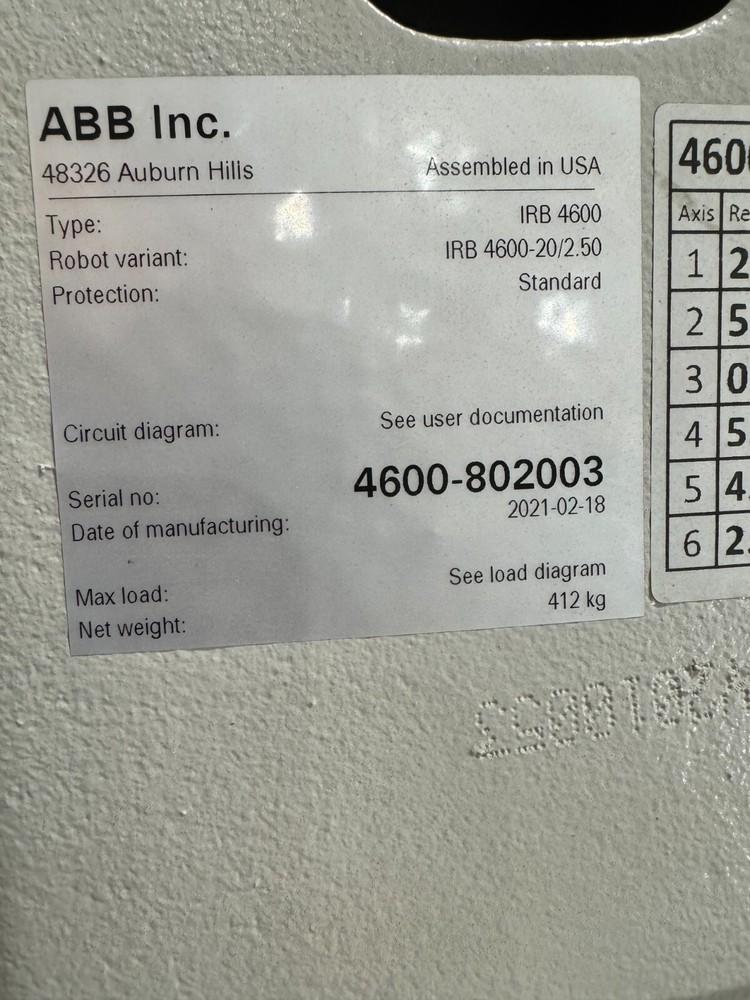 ABB Inc.
48326 Auburn Hills Assembled in USA
Type: IRB 4600
Robot variant: IRB 4600-20/2.50
Protection: Standard
Circuit diagram: See user documentation
Serial no: 4600-802003
Date of manufacturing: 2021-02-18
Max load: See load diagram
Net weight: 412 kg
Axis
1
2
3
4
5
6